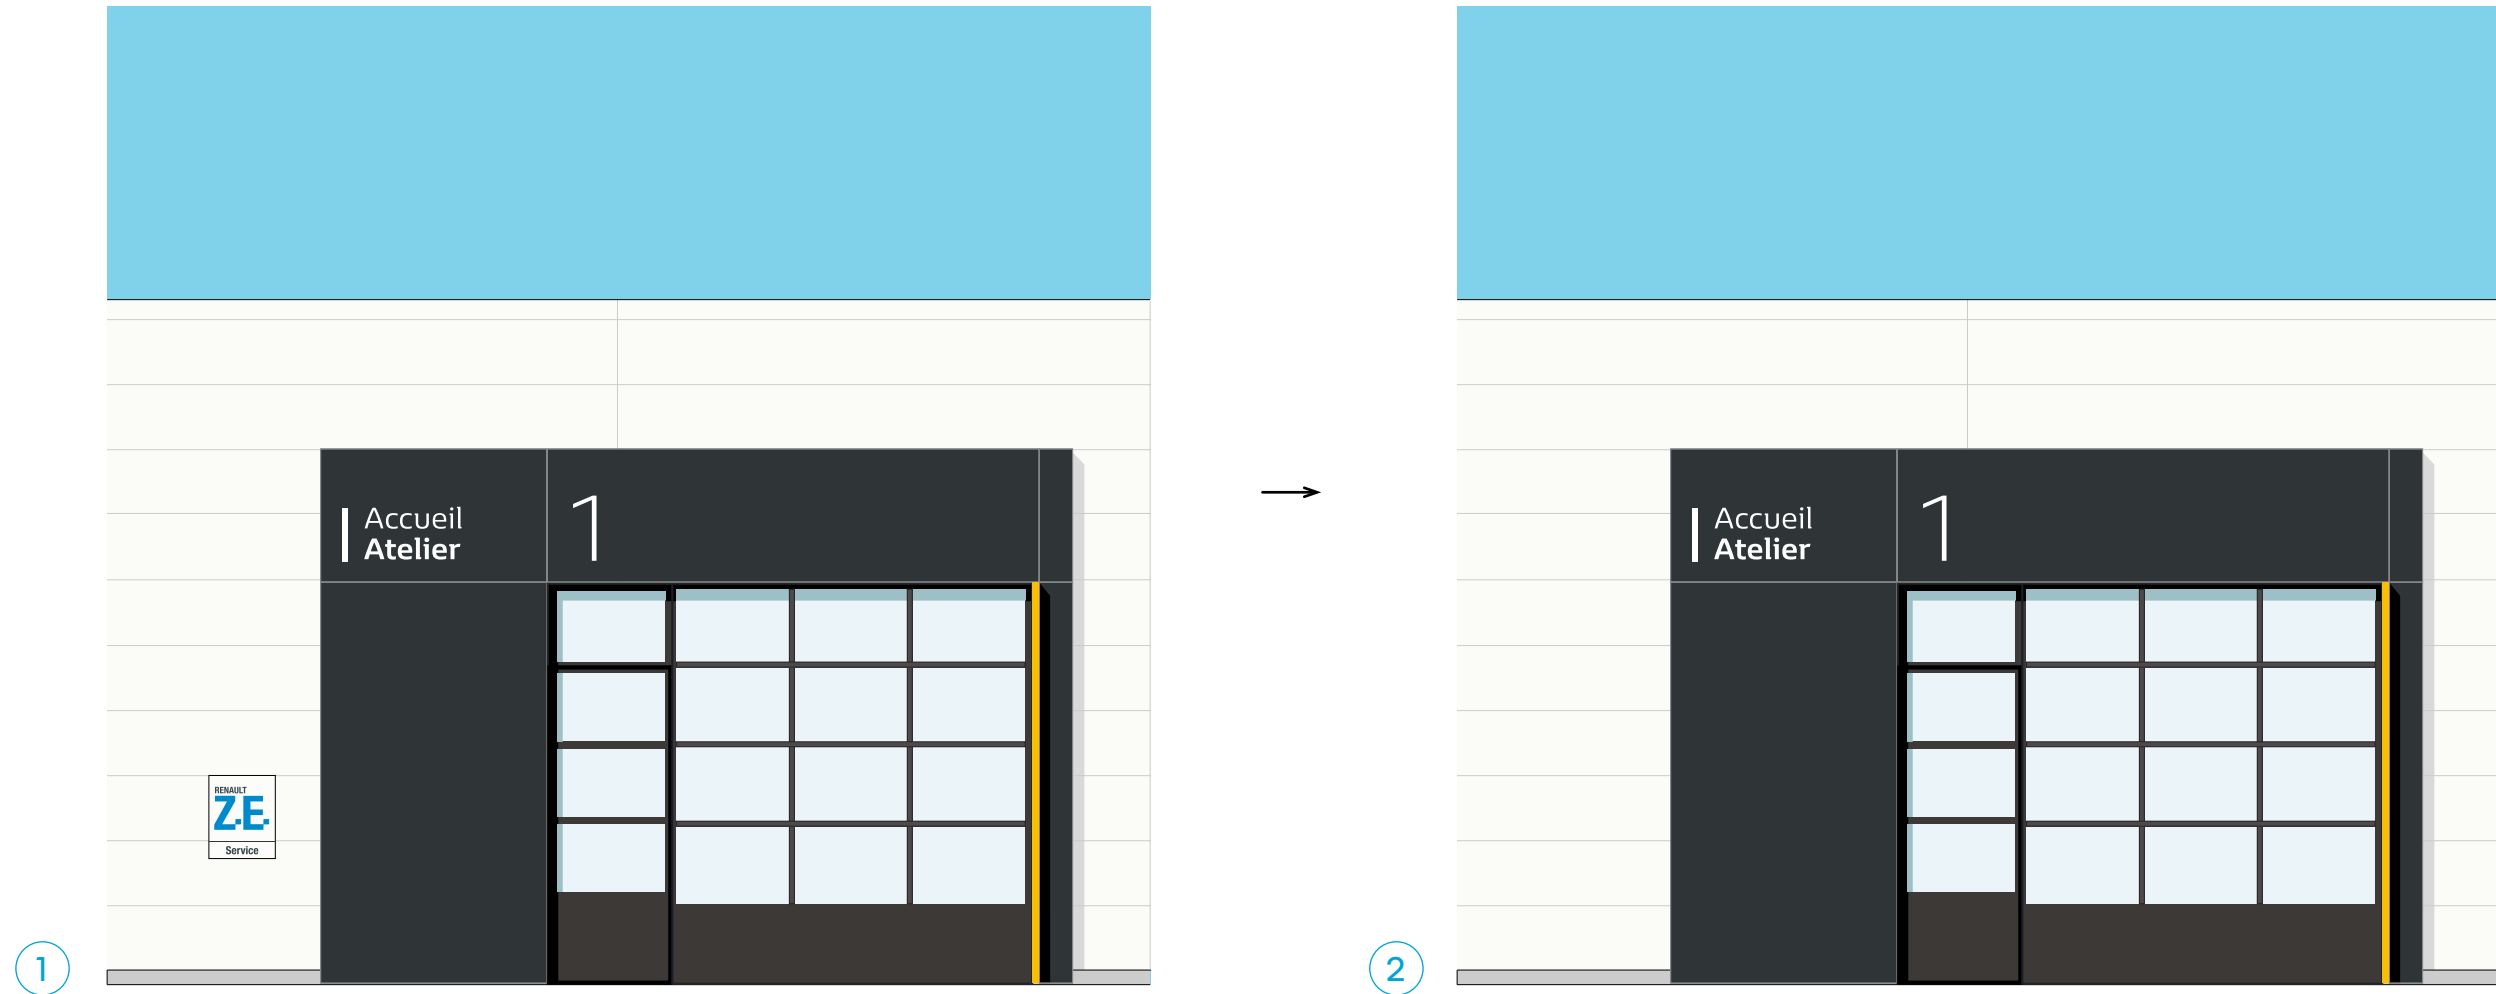 Accueil
Atelier
1
RENAULT
Z.E.
Service
1
Accueil
Atelier
1
2